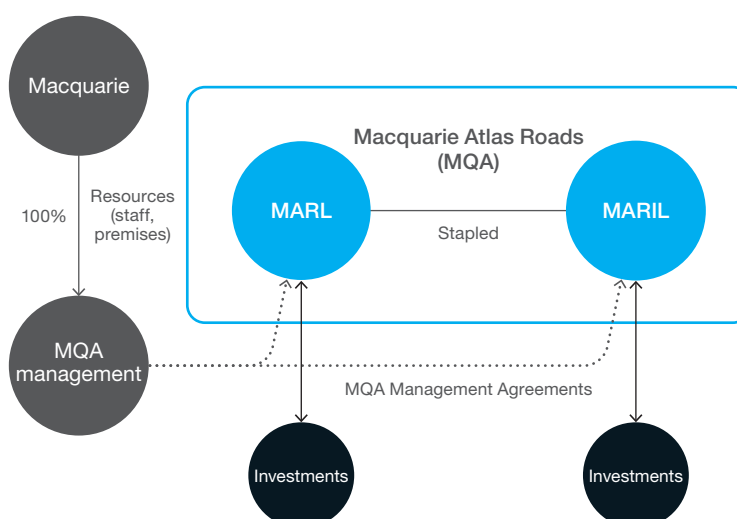 Macquarie
Macquarie Atlas Roads
(MQA)
100%
Resources
(staff,
premises)
MARL
Stapled
MARIL
MQA
management
MQA Management Agreements
Investments
Investments